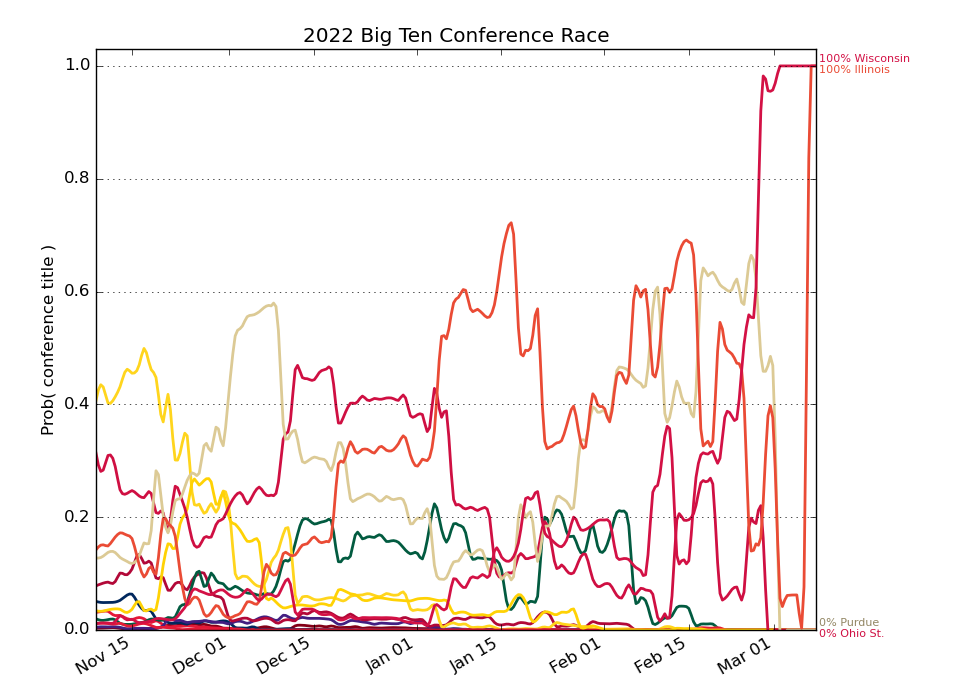 2022 Big Ten Conference Race
100% Wisconsin
100% Illinois
1.0
0.8
0.6
0.4
0.2
0.0
Prob( conference title )
0% Purdue
0% Ohio St.
Nov 15
Dec 01
Dec 15
Jan 01
Jan 15
Feb 01
Feb 15
Mar 01